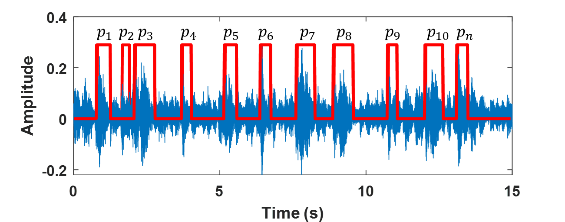 0.4
p₁ p₂ p₃ p₄ p₅ p₆ p₇ p₈ p₉ p₁₀ pₙ
0.2
0
-0.2
Amplitude
0 5 10 15
Time (s)